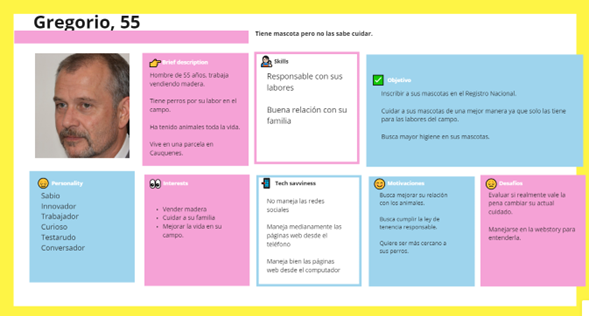 Gregorio, 55
Tiene mascota pero no las sabe cuidar.
Brief description
Hombre de 55 años, trabaja
vendiendo madera.
Tiene perros por su labor en el
campo.
Ha tenido animales toda la vida.
Vive en una parcela en
Cauquenes.
Skills
Responsable con sus
labores
Buena relación con su
familia
Objetivo
Inscribir a sus mascotas en el Registro Nacional.
Cuidar a sus mascotas de una mejor manera ya que solo las tiene
para las labores del campo.
Busca mayor higiene en sus mascotas.
Personality
Sabio
Innovador
Trabajador
Curioso
Testarudo
Conversador
Interests
• Vender madera
• Cuidar a su familia
• Mejorar la vida en su
campo.
Tech savviness
No maneja las redes
sociales
Maneja medianamente las
páginas web desde el
teléfono
Maneja bien las páginas
web desde el computador
Motivaciones
Busca mejorar su relación
con los animales.
Busca cumplir la ley de
tenencia responsable.
Quiere ser más cercano a
sus perros.
Desafíos
Evaluar si realmente vale la
pena cambiar su actual
cuidado.
Manejarse en la webstory para
entenderla.